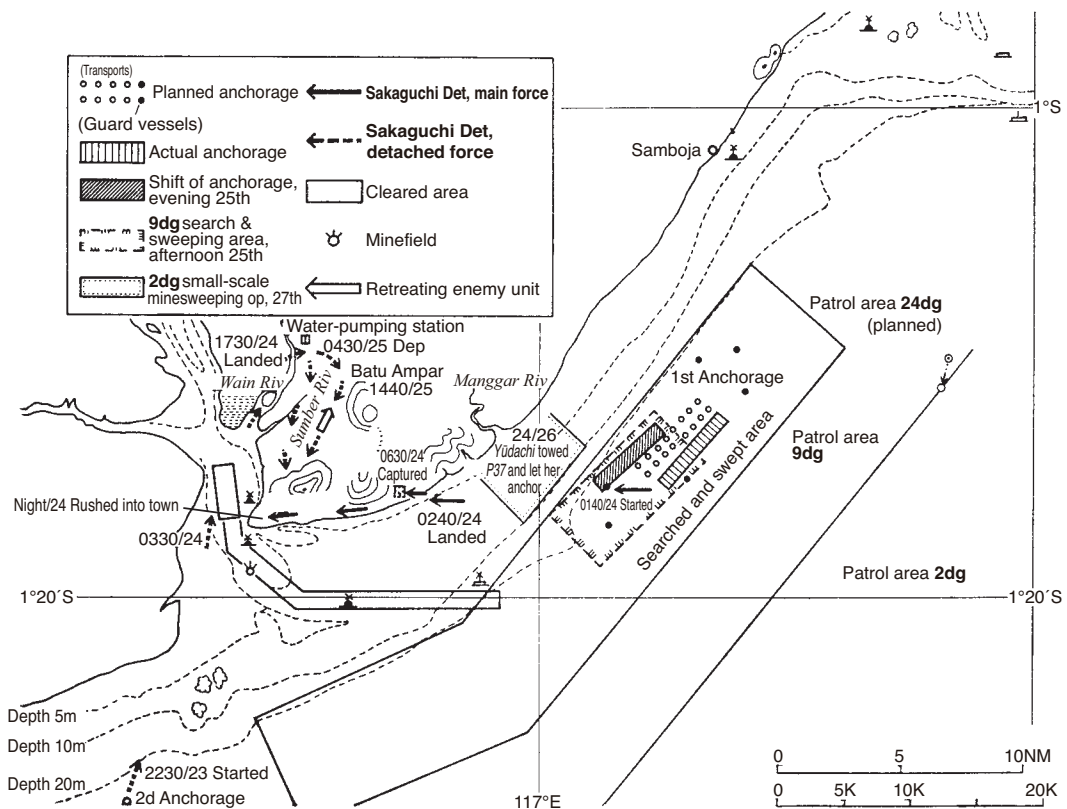 (Transports)
Planned anchorage
(Guard vessels)
Actual anchorage
Shift of anchorage,
evening 25th
9dg search &
sweeping area,
afternoon 25th
2dg small-scale
minesweeping op, 27th
Sakaguchi Det, main force
Sakaguchi Det,
detached force
Cleared area
Minefield
Retreating enemy unit
1°S
Samboja
Water-pumping station
0430/25 Dep
1730/24
Landed
Wain Riv
Sumber Riv
Batu Ampar
1440/25
Manggar Riv
Patrol area 24dg
(planned)
1st Anchorage
24/26
Yūdachi towed
P37 and let her
anchor
0630/24
Captured
Patrol area
9dg
0140/24 Started
Searched and swept area
Night/24 Rushed into town
0240/24
Landed
0330/24
Patrol area 2dg
1°20´S
1°20´S
Depth 5m
Depth 10m
Depth 20m
2230/23 Started
2d Anchorage
117°E
0 5 10NM
0 5K 10K 20K